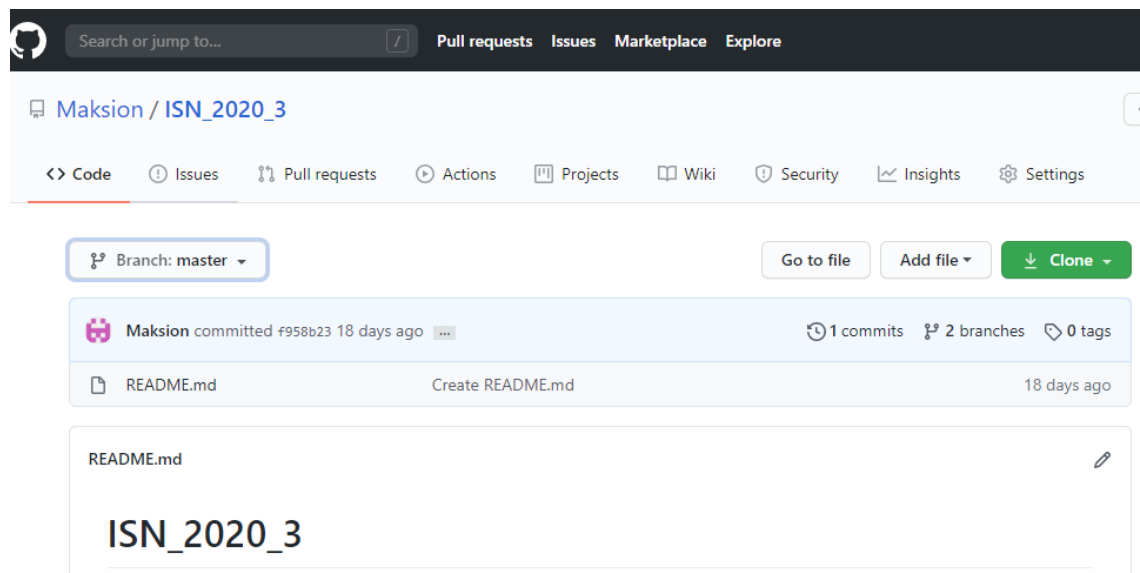 Search or jump to... / Pull requests Issues Marketplace Explore
Maksion / ISN_2020_3
<> Code Issues Pull requests Actions Projects Wiki Security Insights Settings
Branch: master Go to file Add file Clone
Maksion committed f958b23 18 days ago ... 1 commits 2 branches 0 tags
README.md Create README.md 18 days ago
README.md
ISN_2020_3